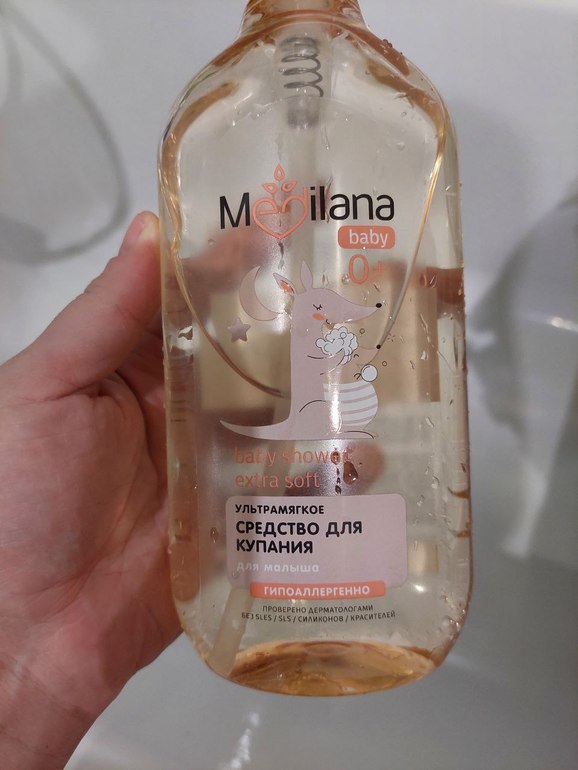 Medilana
baby
0+
baby shower
extra soft
УЛЬТРАМЯГКОЕ
СРЕДСТВО ДЛЯ
КУПАНИЯ
для малыша
ГИПОАЛЛЕРГЕННО
ПРОВЕРЕНО ДЕРМАТОЛОГАМИ
БЕЗ SLES / SLS / СИЛИКОНОВ / КРАСИТЕЛЕЙ